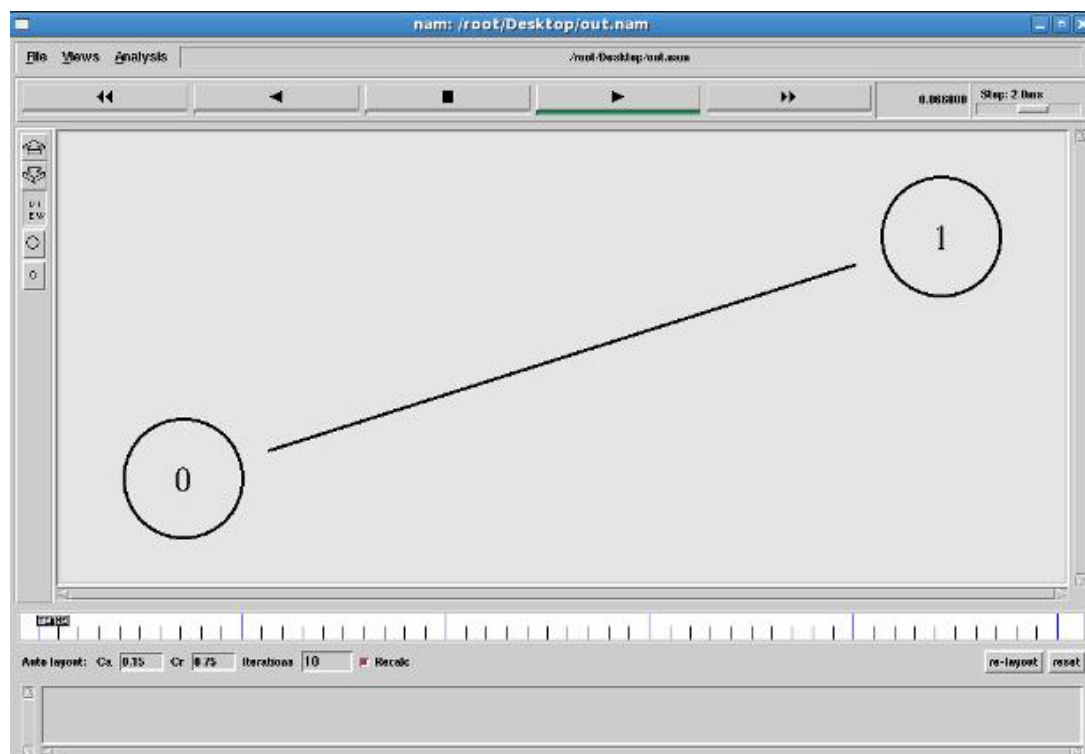 nam: /root/Desktop/out.nam
File Views Analysis /root/Desktop/out.nam
0.066000 Step: 2.0ms
1
0
TIME
Auto layout: Ca 0.15 Cr 0.75 Iterations 10 Recalc re-layout reset